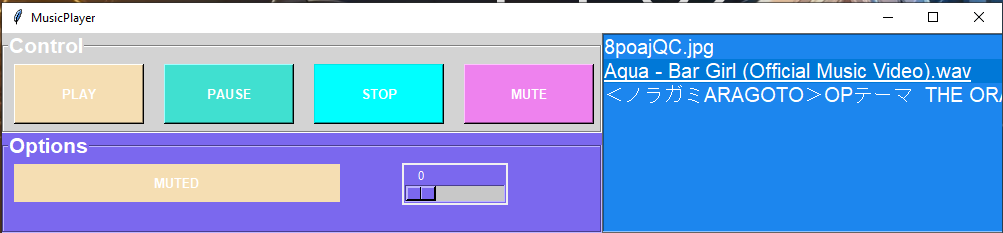 MusicPlayer
Control
PLAY PAUSE STOP MUTE
Options
MUTED
0
8poajQC.jpg
Aqua - Bar Girl (Official Music Video).wav
＜ノラガミARAGOTO＞OPテーマ THE ORA